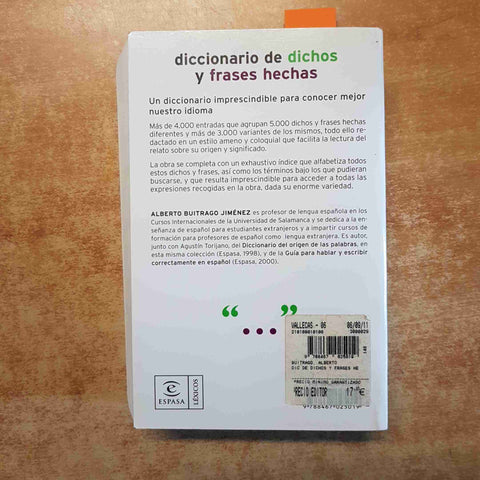 diccionario de dichos
y frases hechas
Un diccionario imprescindible para conocer mejor
nuestro idioma
Más de 4.000 entradas que agrupan 5.000 dichos y frases hechas
diferentes y más de 3.000 variantes de los mismos, todo ello re-
dactado en un estilo ameno y coloquial que facilita la lectura del
relato sobre su origen y significado.
La obra se completa con un exhaustivo índice que alfabetiza todos
estos dichos y frases, así como los términos bajo los que pudieran
buscarse, y que resulta imprescindible para acceder a todas las
expresiones recogidas en la obra, dada su enorme variedad.
ALBERTO BUITRAGO JIMÉNEZ es profesor de lengua española en los
Cursos Internacionales de la Universidad de Salamanca y se dedica a la en-
señanza de español para estudiantes extranjeros y a impartir cursos de
formación para profesores de español como lengua extranjera. Es autor,
junto con Agustín Torijano, del Diccionario del origen de las palabras, en
esta misma colección (Espasa, 1998), y de la Guía para hablar y escribir
correctamente en español (Espasa, 2000).
“ ... ”
VALLECAS - 06 06/09/11
BUITRAGO, ALBERTO
DIC DE DICHOS Y FRASES HE
PRECIO MINIMO GARANTIZADO
PRECIO EDITOR
ESPASA
LÉXICOS